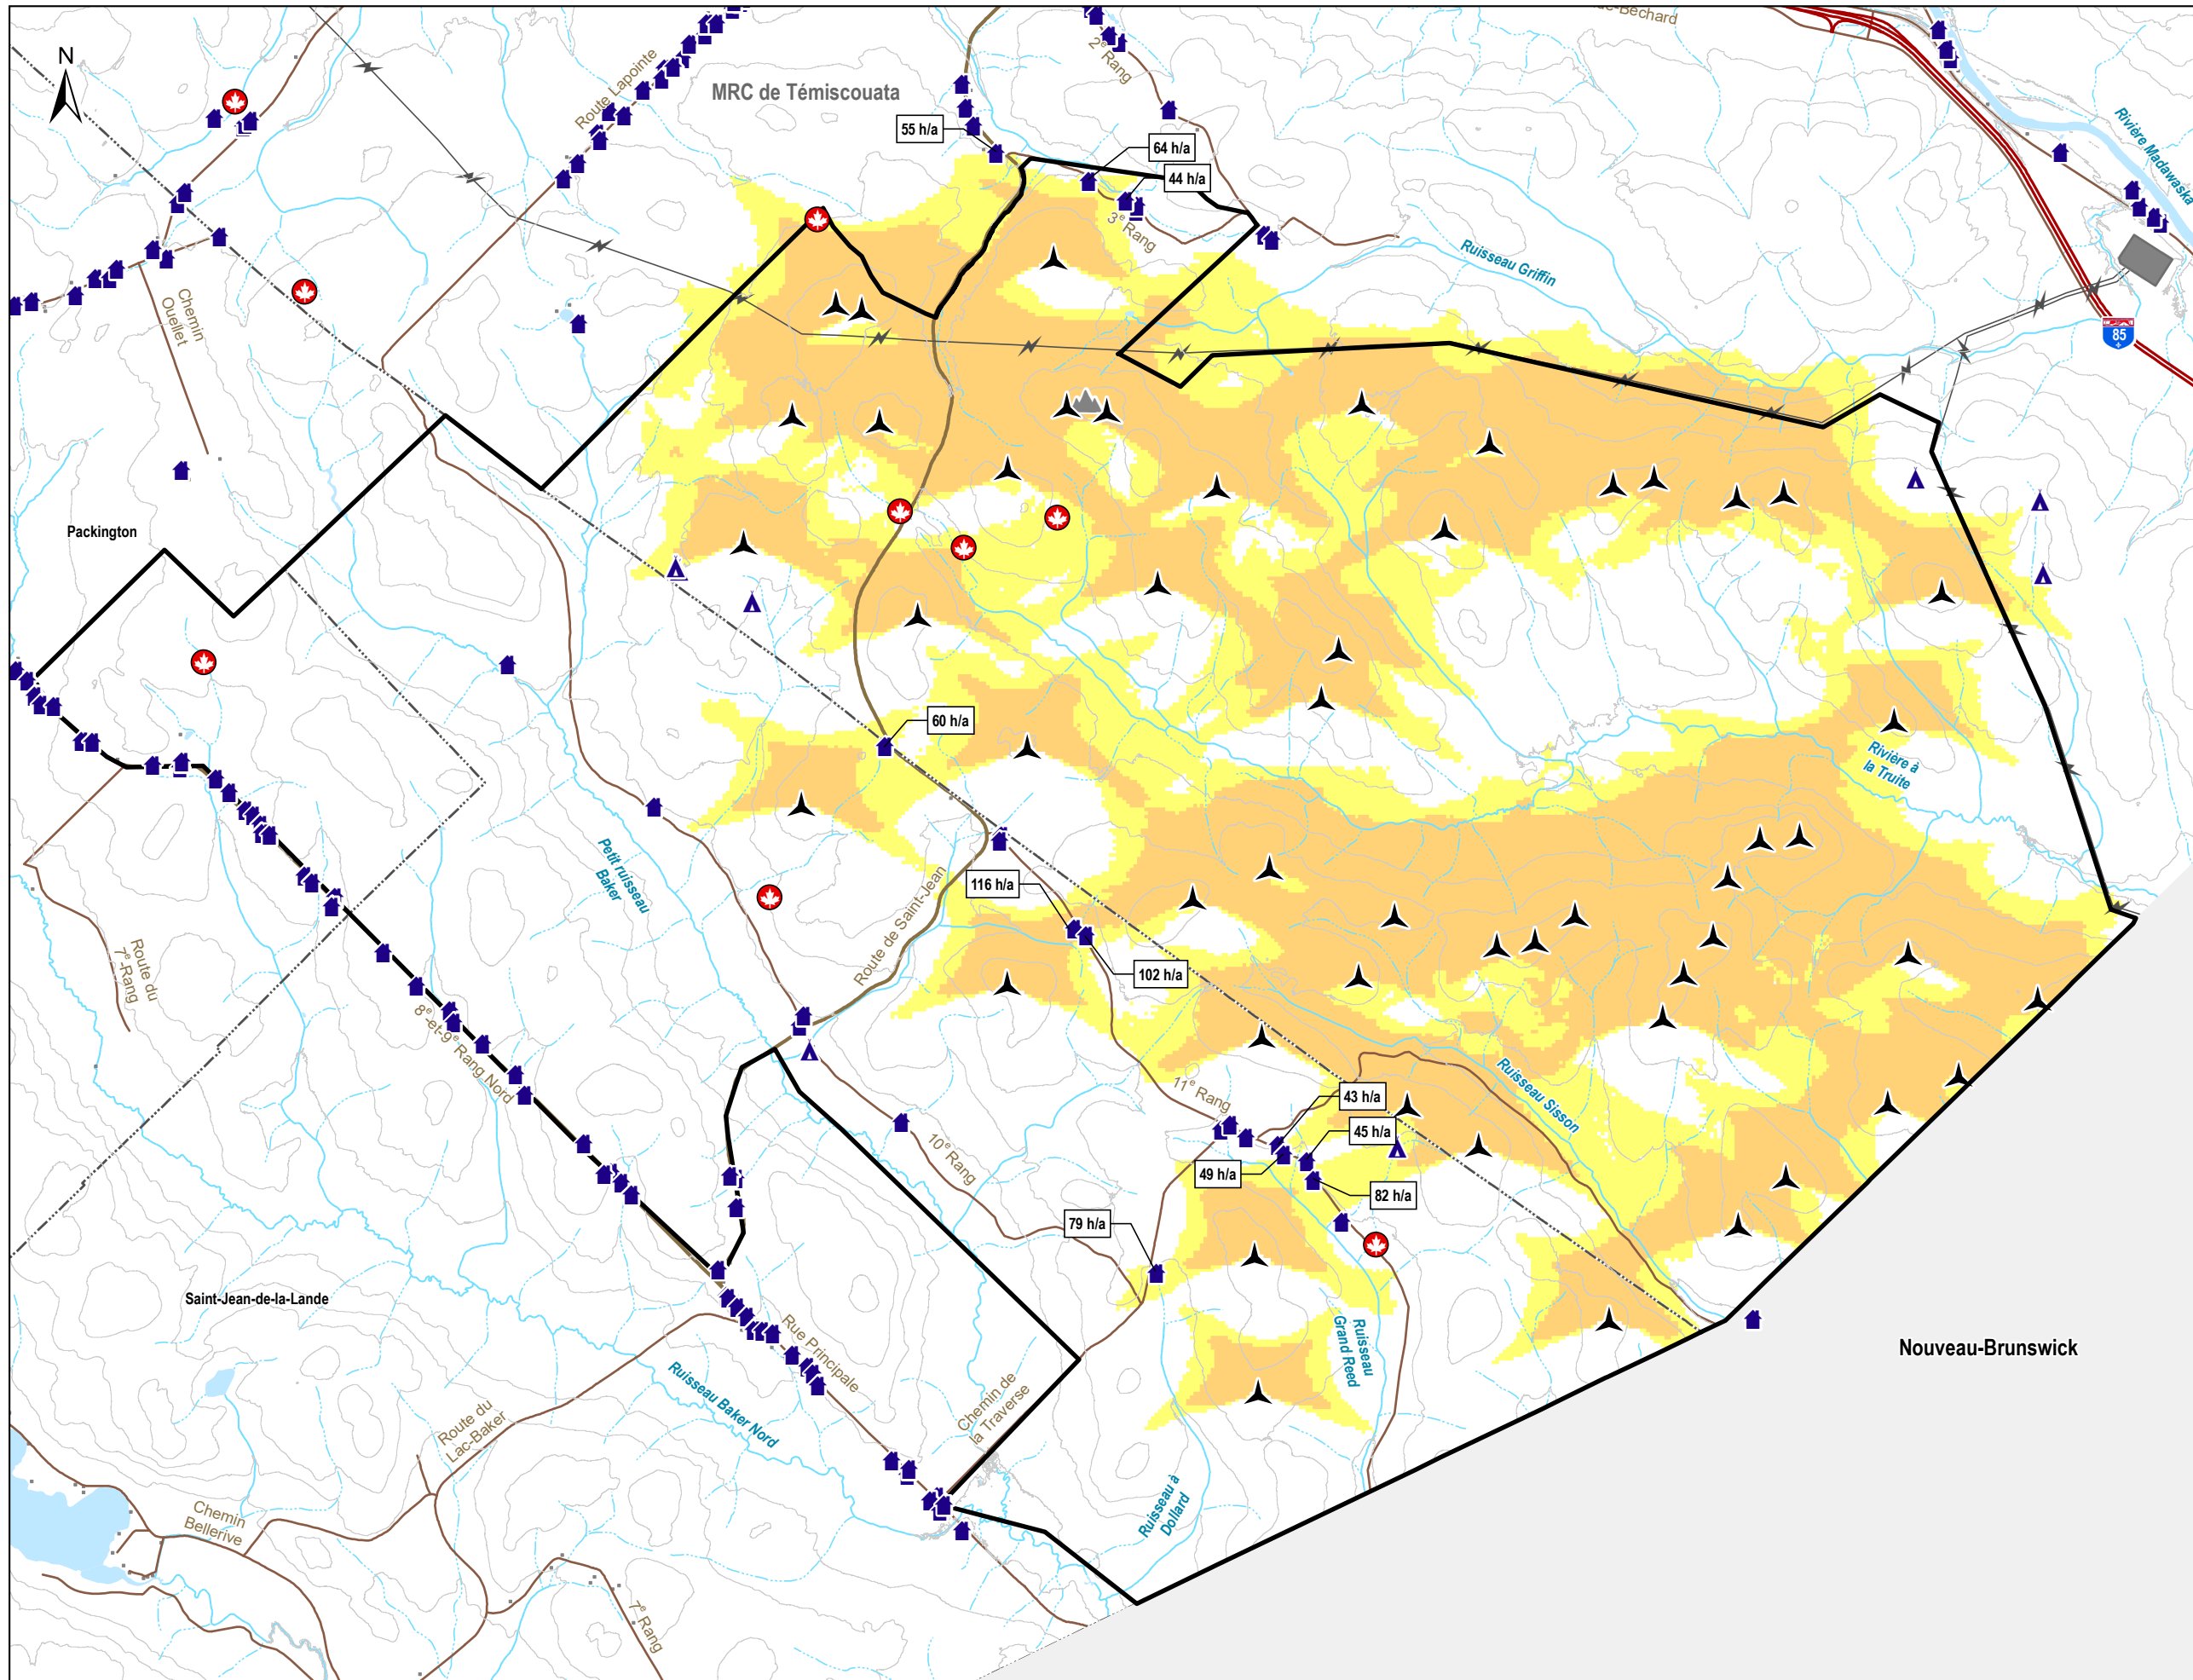 N
Route Lapointe
MRC de Témiscouata
2e Rang
Rivière Madawaska
55 h/a
64 h/a
44 h/a
3e Rang
Ruisseau Griffin
Chemin
Ouellet
85
Packington
60 h/a
Rivière à
la Truite
Petit ruisseau
Baker
116 h/a
Route de Saint-Jean
102 h/a
Route du
7e-Rang
8e-et-9e Rang Nord
11e Rang
Ruisseau Sisson
43 h/a
45 h/a
10e Rang
49 h/a
82 h/a
79 h/a
Saint-Jean-de-la-Lande
Rue Principale
Ruisseau
Grand Reed
Nouveau-Brunswick
Ruisseau Baker Nord
Chemin de
la Traverse
Route du
Lac-Baker
Ruisseau à
Dollard
Chemin
Bellerive
7e Rang